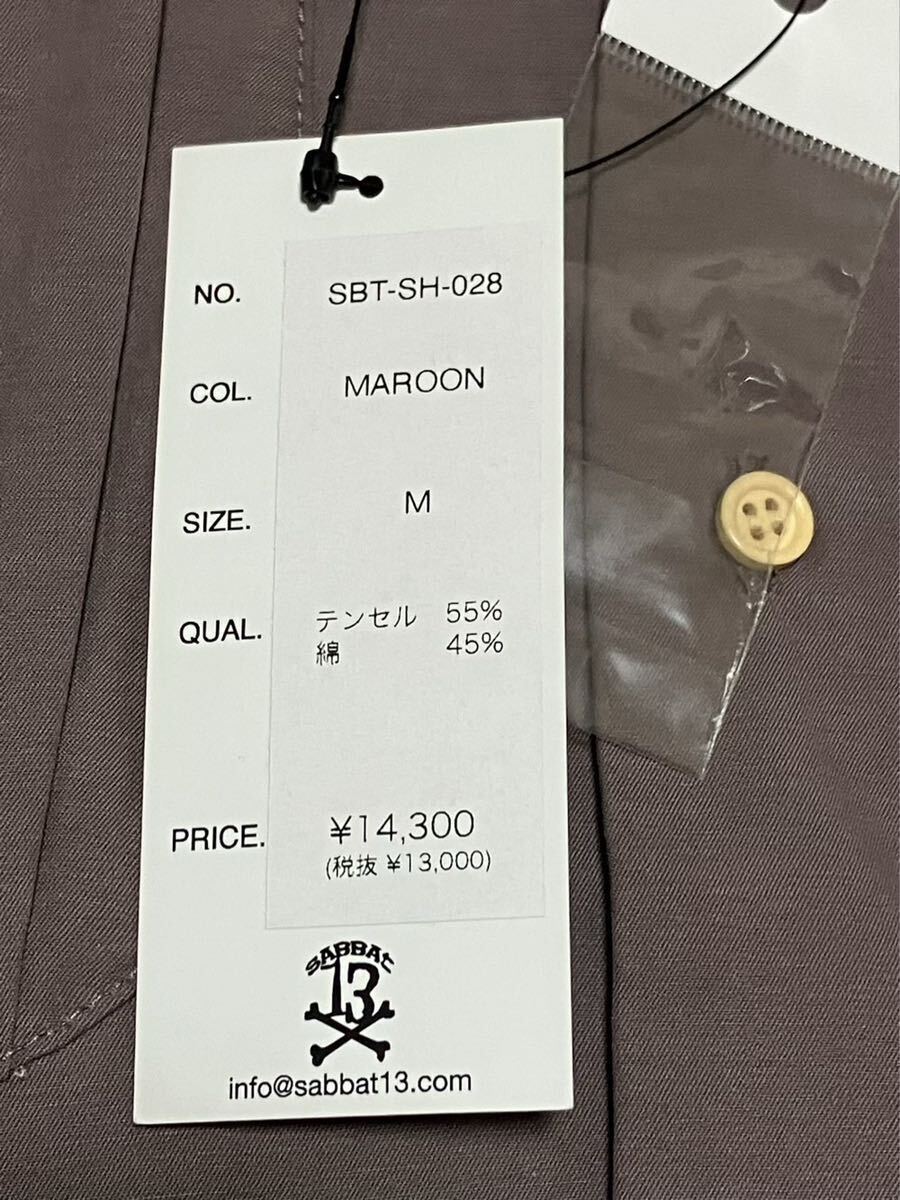 NO. SBT-SH-028
COL. MAROON
SIZE. M
QUAL. テンセル 55%
綿 45%
PRICE. ¥14,300
(税抜 ¥13,000)
SABBAt
13
info@sabbat13.com